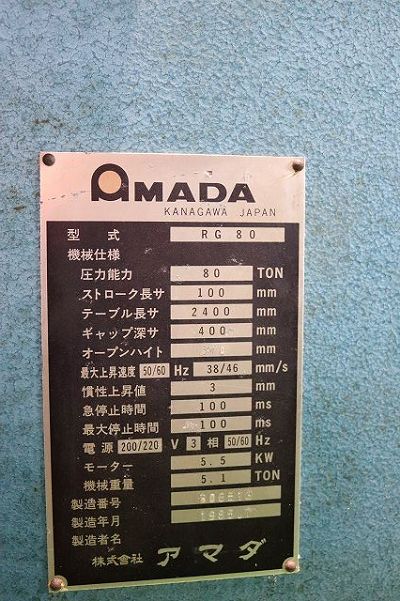 AMADA
KANAGAWA JAPAN
型式 RG 80
機械仕様
圧力能力 80 TON
ストローク長サ 100 mm
テーブル長サ 2400 mm
ギャップ深サ 400 mm
オープンハイト mm
最大上昇速度 50/60 Hz 38/46 mm/s
慣性上昇値 3 mm
急停止時間 100 ms
最大停止時間 100 ms
電源 200/220 V 3 相 50/60 Hz
モーター 5.5 KW
機械重量 5.1 TON
製造番号
製造年月
製造者名
株式会社 アマダ